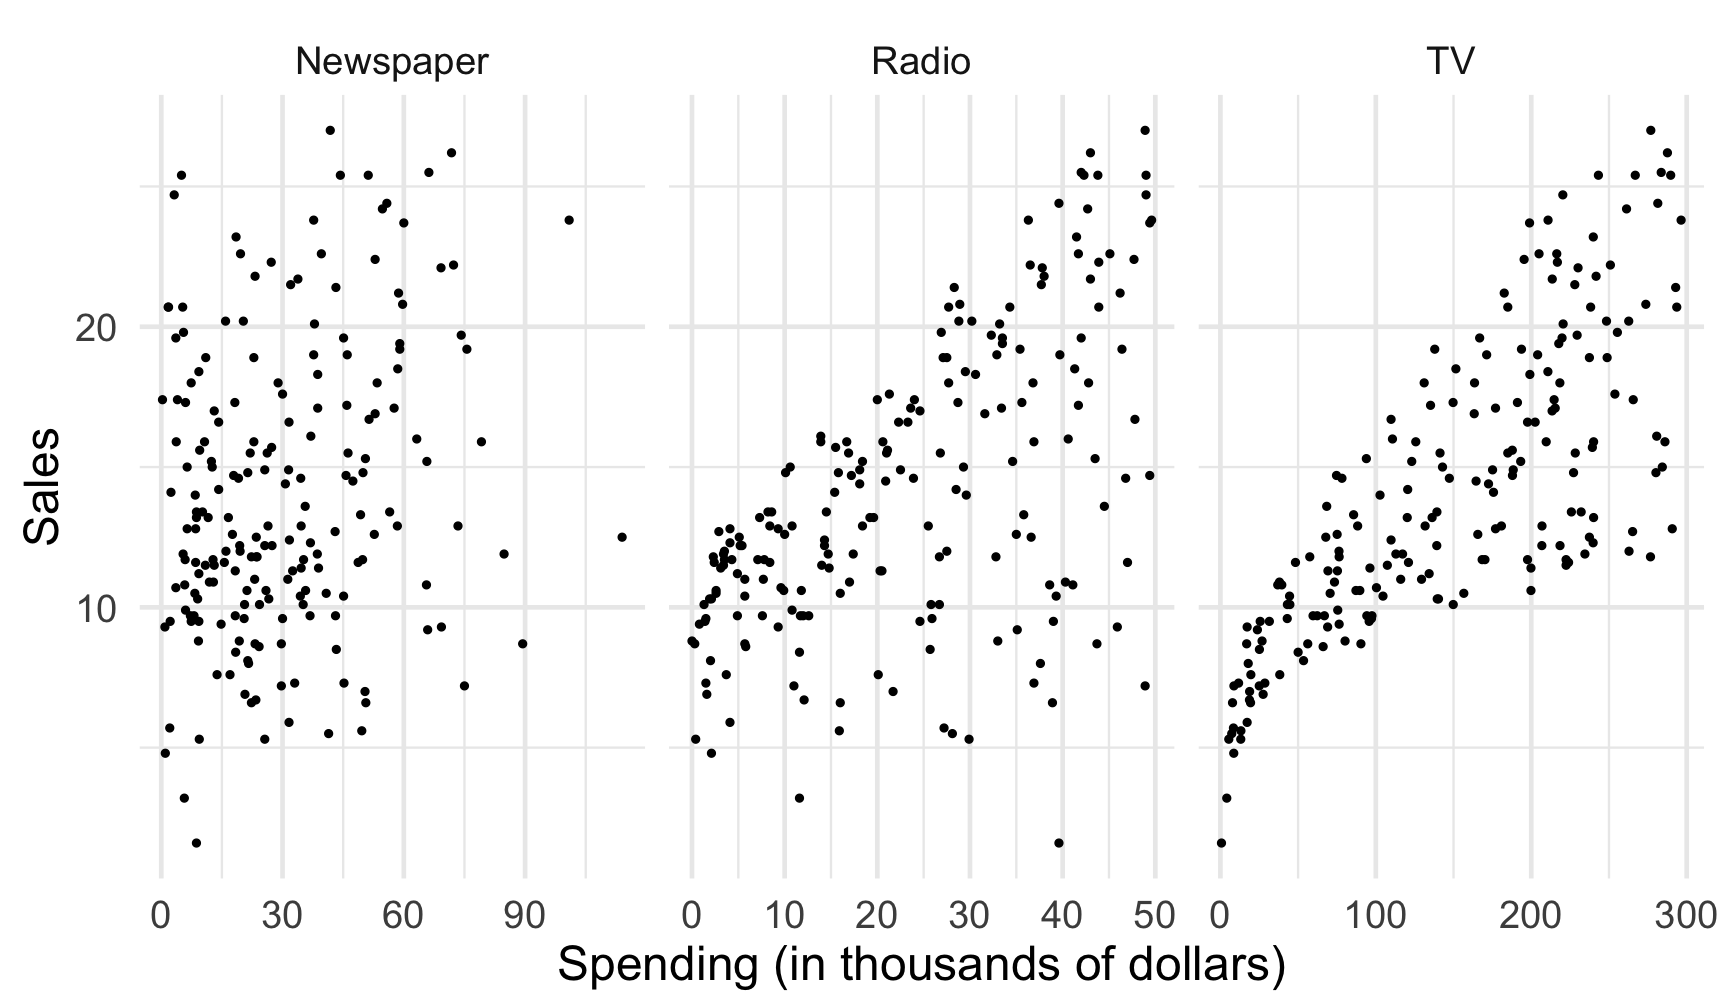 Newspaper Radio TV
20
10
Sales
0 30 60 90 0 10 20 30 40 50 0 100 200 300
Spending (in thousands of dollars)